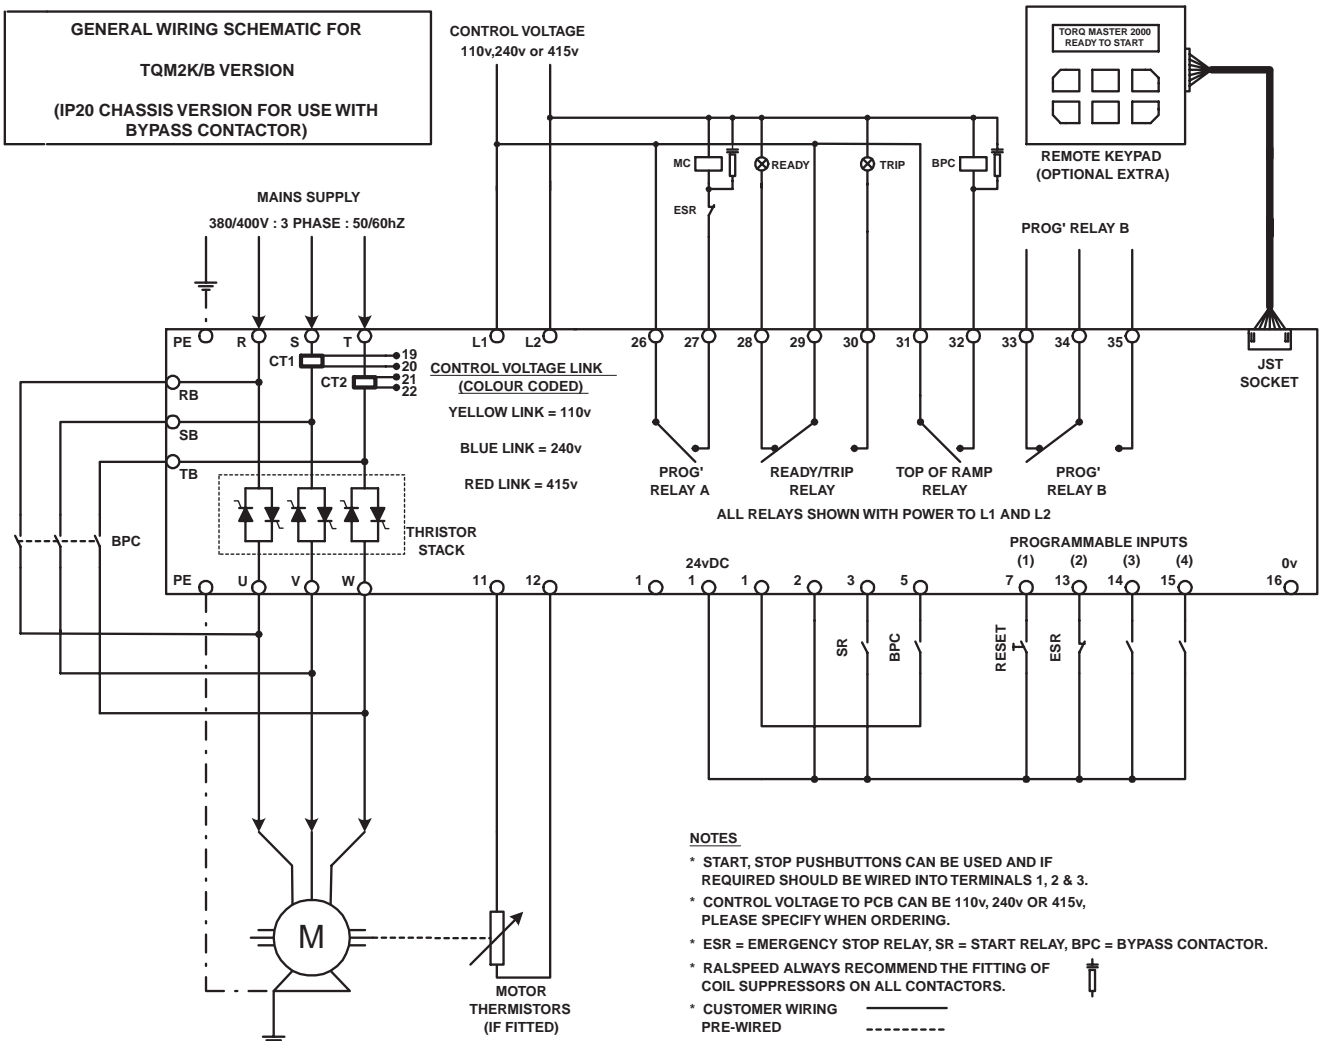 GENERAL WIRING SCHEMATIC FOR
TQM2K/B VERSION
(IP20 CHASSIS VERSION FOR USE WITH
BYPASS CONTACTOR)
CONTROL VOLTAGE
110v,240v or 415v
TORQ MASTER 2000
READY TO START
REMOTE KEYPAD
(OPTIONAL EXTRA)
MC
READY
TRIP
BPC
ESR
MAINS SUPPLY
380/400V : 3 PHASE : 50/60hZ
PROG' RELAY B
PE
R
S
T
L1
L2
26
27
28
29
30
31
32
33
34
35
JST
SOCKET
CT1
19
20
CT2
21
22
RB
SB
TB
CONTROL VOLTAGE LINK
(COLOUR CODED)
YELLOW LINK = 110v
BLUE LINK = 240v
RED LINK = 415v
PROG'
RELAY A
READY/TRIP
RELAY
TOP OF RAMP
RELAY
PROG'
RELAY B
ALL RELAYS SHOWN WITH POWER TO L1 AND L2
THRISTOR
STACK
BPC
PROGRAMMABLE INPUTS
24vDC
(1)
(2)
(3)
(4)
0v
PE
U
V
W
11
12
1
1
1
2
3
5
7
13
14
15
16
SR
BPC
RESET
ESR
M
MOTOR
THERMISTORS
(IF FITTED)
NOTES
* START, STOP PUSHBUTTONS CAN BE USED AND IF
REQUIRED SHOULD BE WIRED INTO TERMINALS 1, 2 & 3.
* CONTROL VOLTAGE TO PCB CAN BE 110v, 240v OR 415v,
PLEASE SPECIFY WHEN ORDERING.
* ESR = EMERGENCY STOP RELAY, SR = START RELAY, BPC = BYPASS CONTACTOR.
* RALSPEED ALWAYS RECOMMEND THE FITTING OF
COIL SUPPRESSORS ON ALL CONTACTORS.
* CUSTOMER WIRING
PRE-WIRED